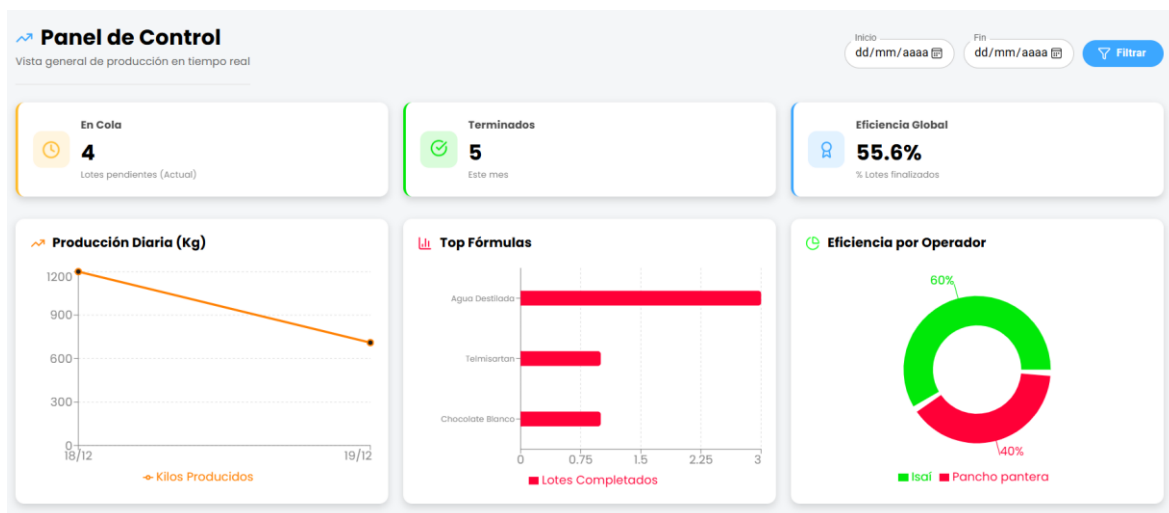 Panel de Control
Vista general de producción en tiempo real
Inicio
dd/mm/aaaa
Fin
dd/mm/aaaa
Filtrar
En Cola
4
Lotes pendientes (Actual)
Terminados
5
Este mes
Eficiencia Global
55.6%
% Lotes finalizados
Producción Diaria (Kg)
1200
900
600
300
0
18/12
19/12
Kilos Producidos
Top Fórmulas
Agua Destilada
Telmisartan
Chocolate Blanco
0
0.75
1.5
2.25
3
Lotes Completados
Eficiencia por Operador
60%
40%
Isaí
Pancho pantera